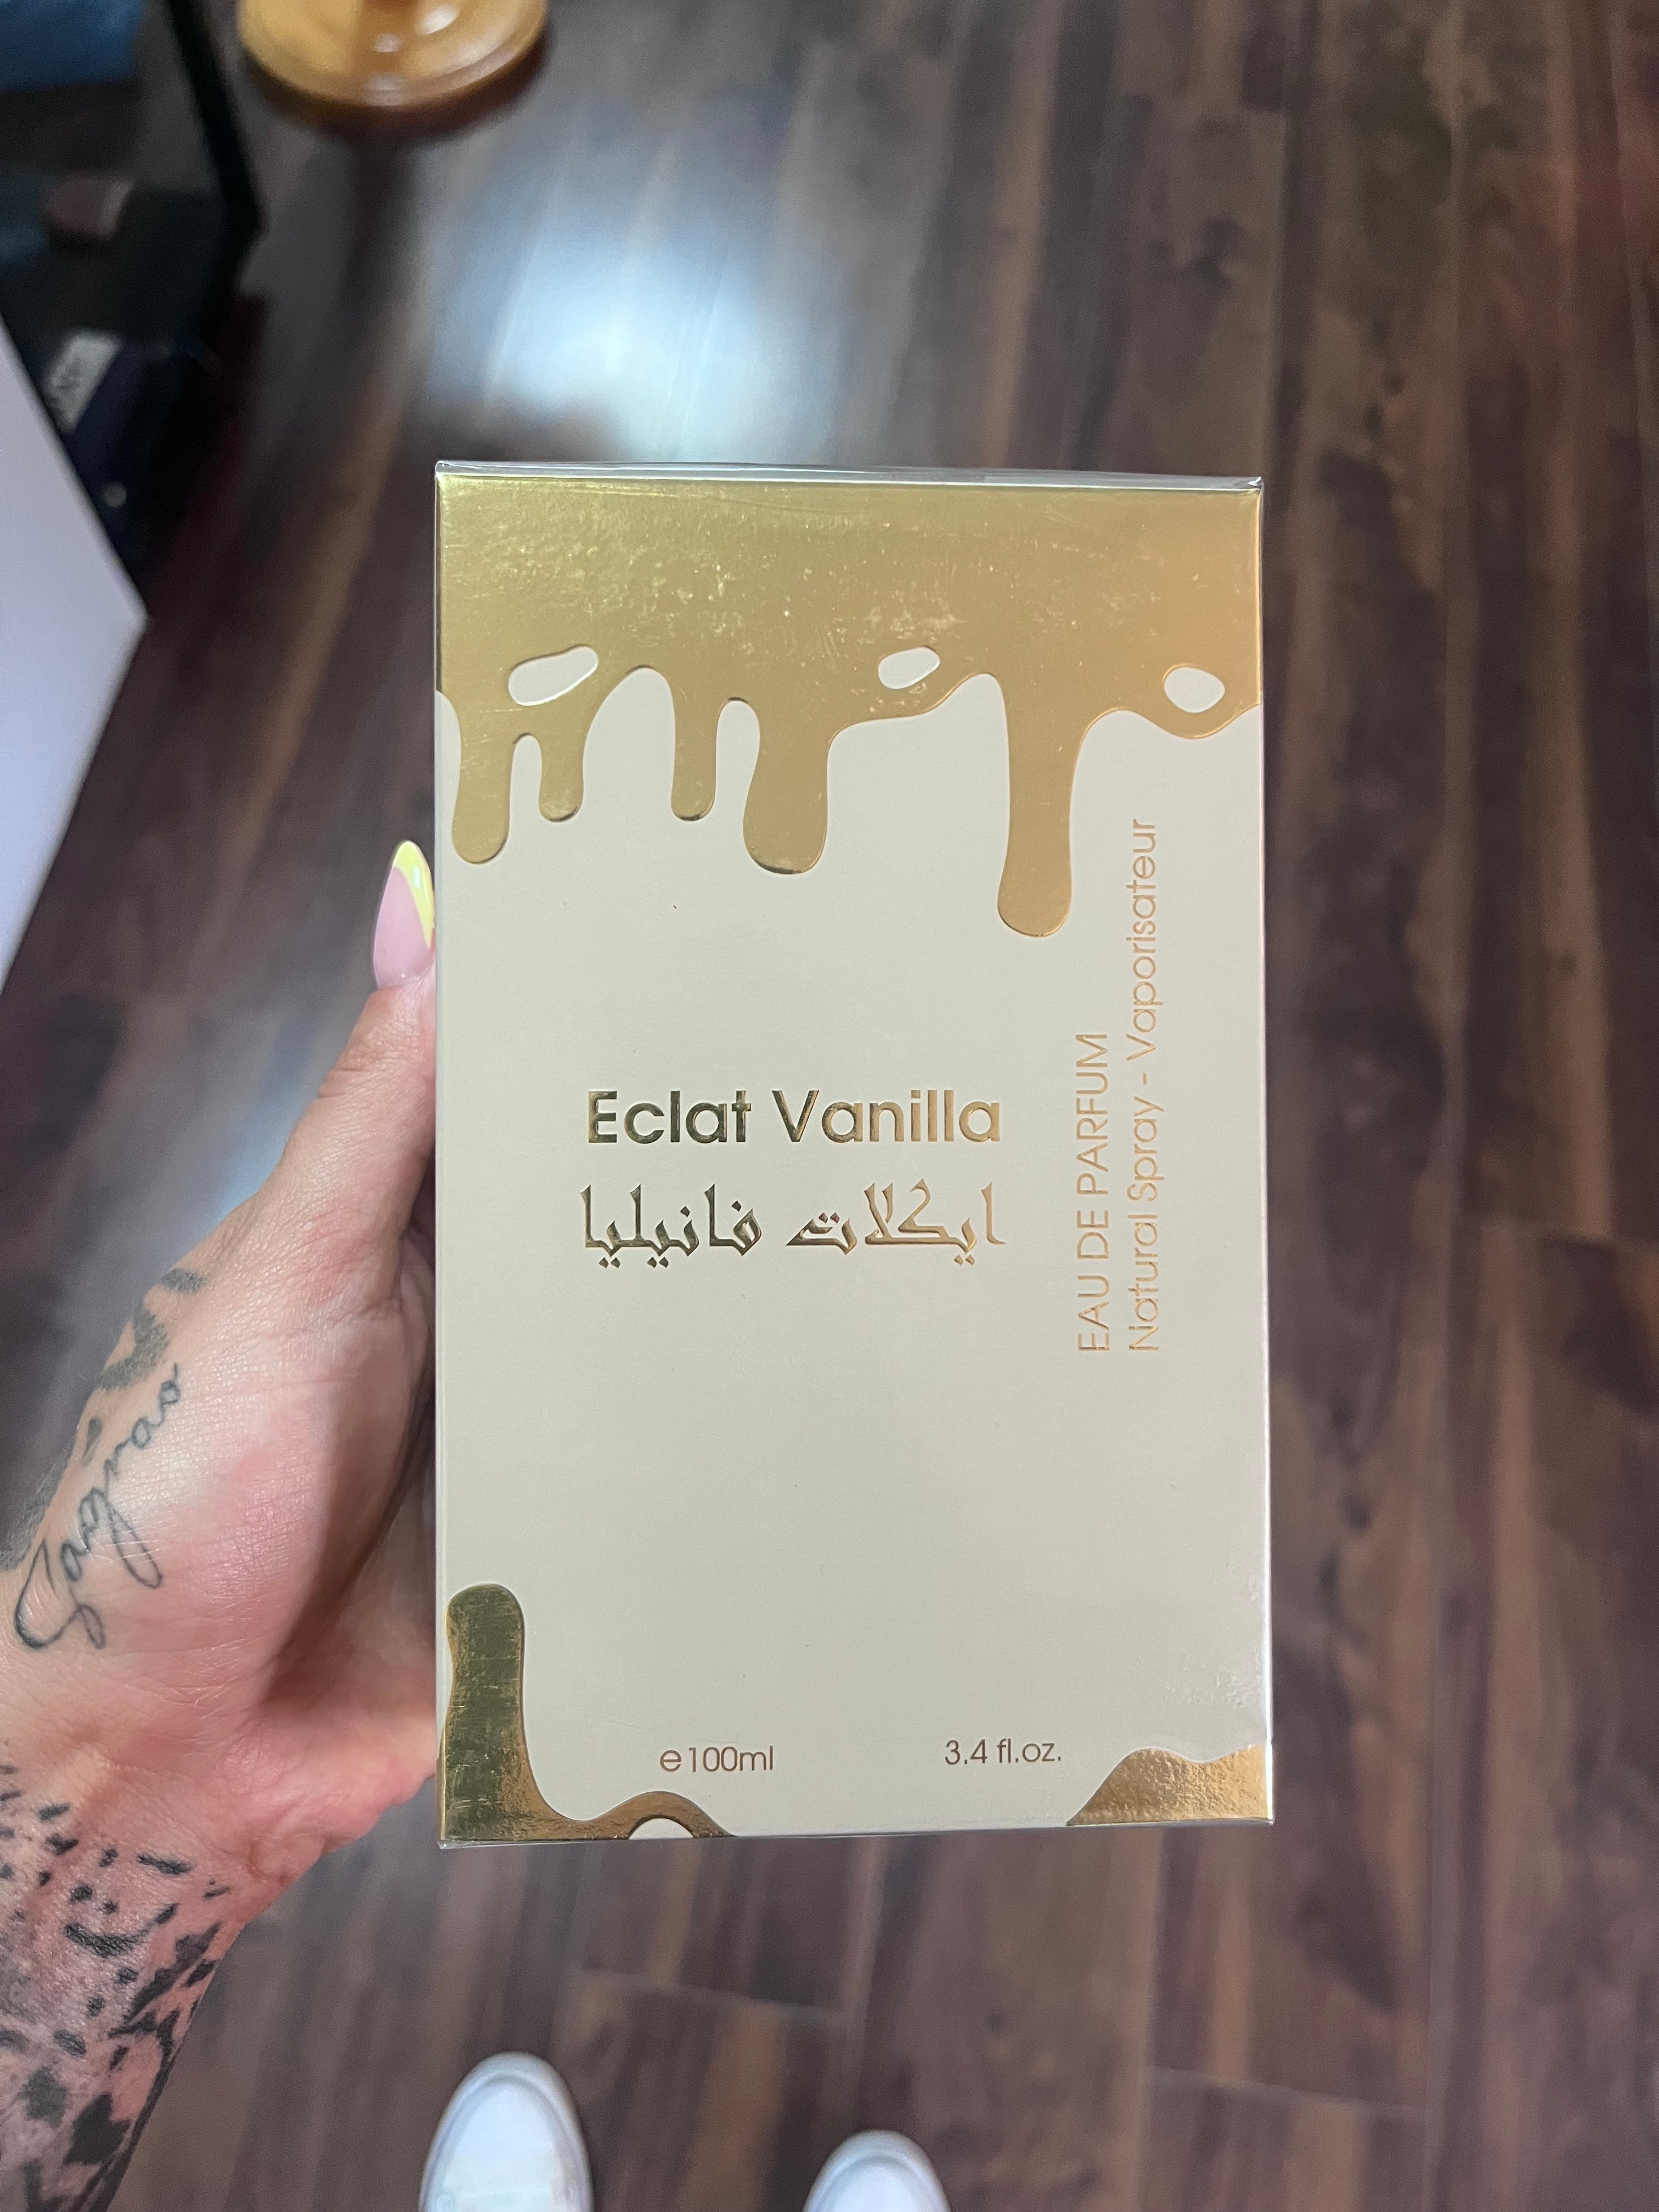 Eclat Vanilla
ايكلات فانيليا
EAU DE PARFUM
Natural Spray - Vaporisateur
e100ml
3.4 fl.oz.